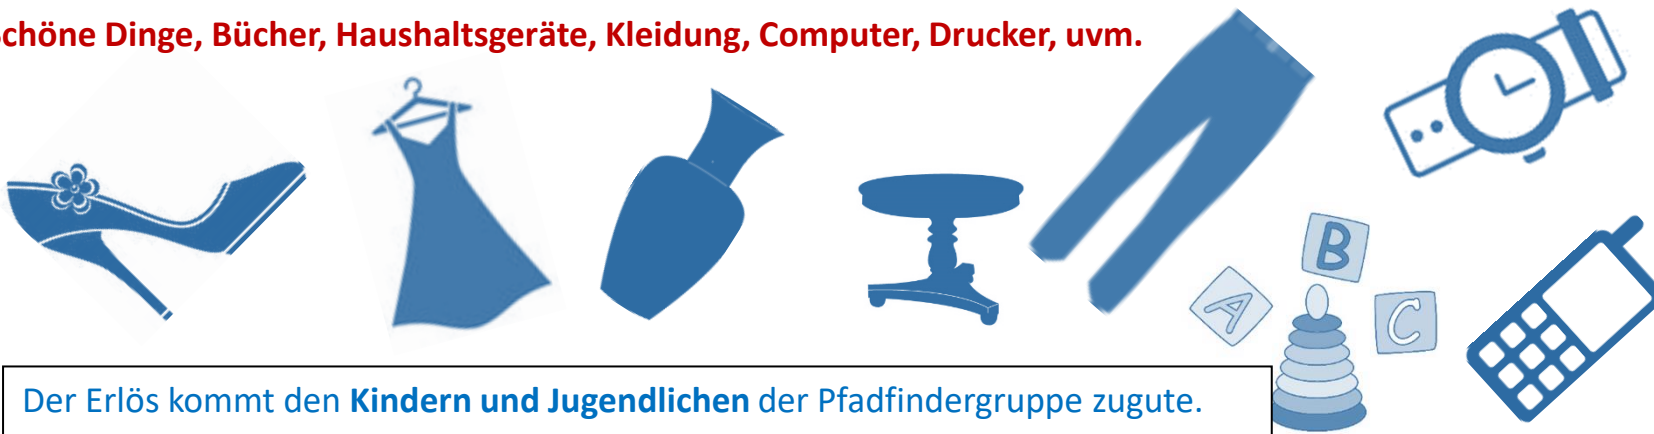 chöne Dinge, Bücher, Haushaltsgeräte, Kleidung, Computer, Drucker, uvm.
B
A
C
Der Erlös kommt den Kindern und Jugendlichen der Pfadfindergruppe zugute.